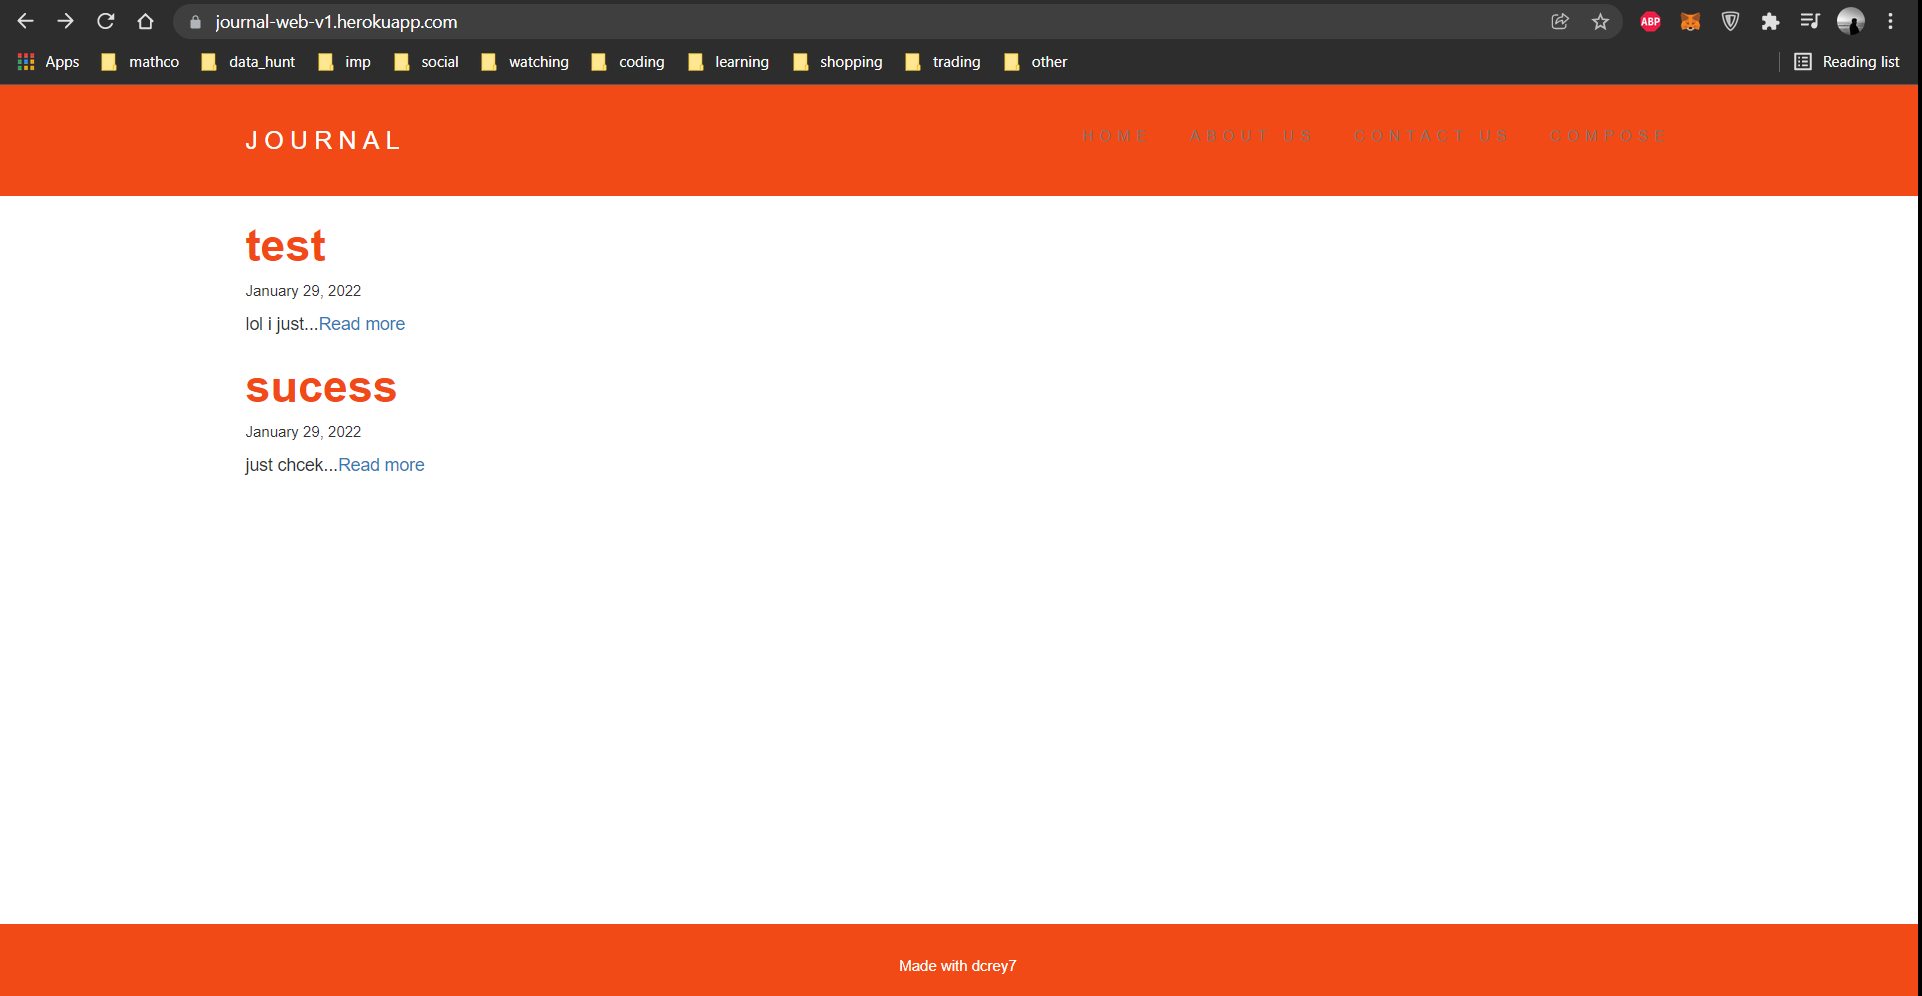 journal-web-v1.herokuapp.com
ABP
Apps mathco data_hunt imp social watching coding learning shopping trading other Reading list
JOURNAL HOME ABOUT US CONTACT US COMPOSE
test
January 29, 2022
lol i just...Read more
sucess
January 29, 2022
just chcek...Read more
Made with dcrey7